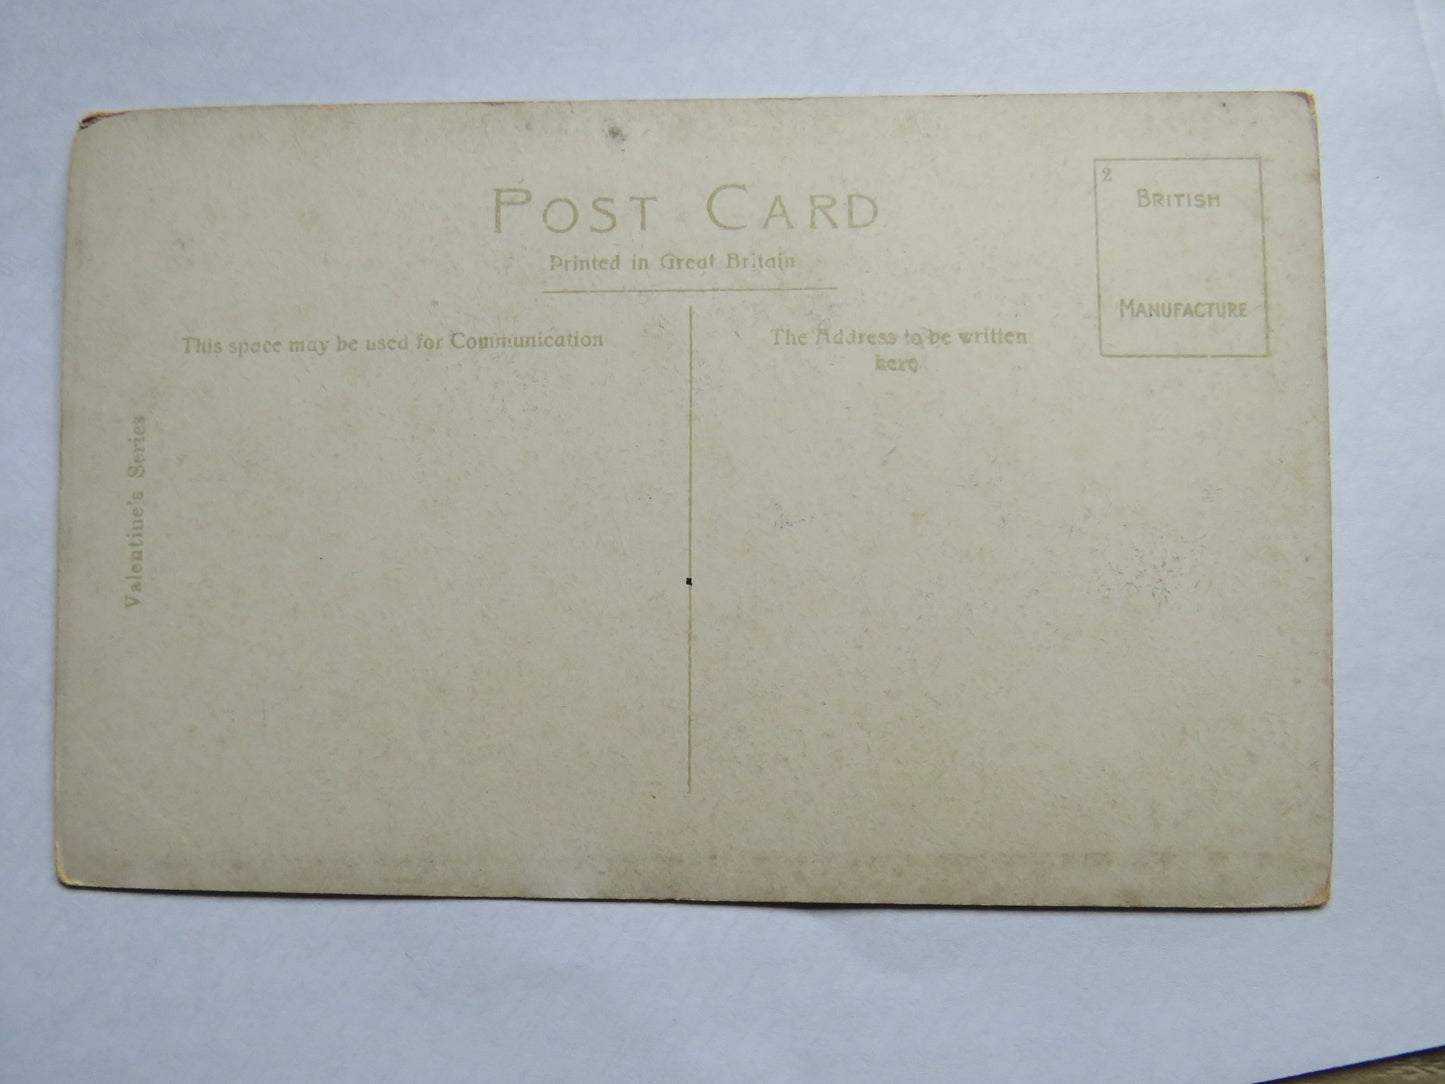 POST CARD
Printed in Great Britain
2
BRITISH
MANUFACTURE
This space may be used for Communication
The Address to be written
here
Valentine's Series